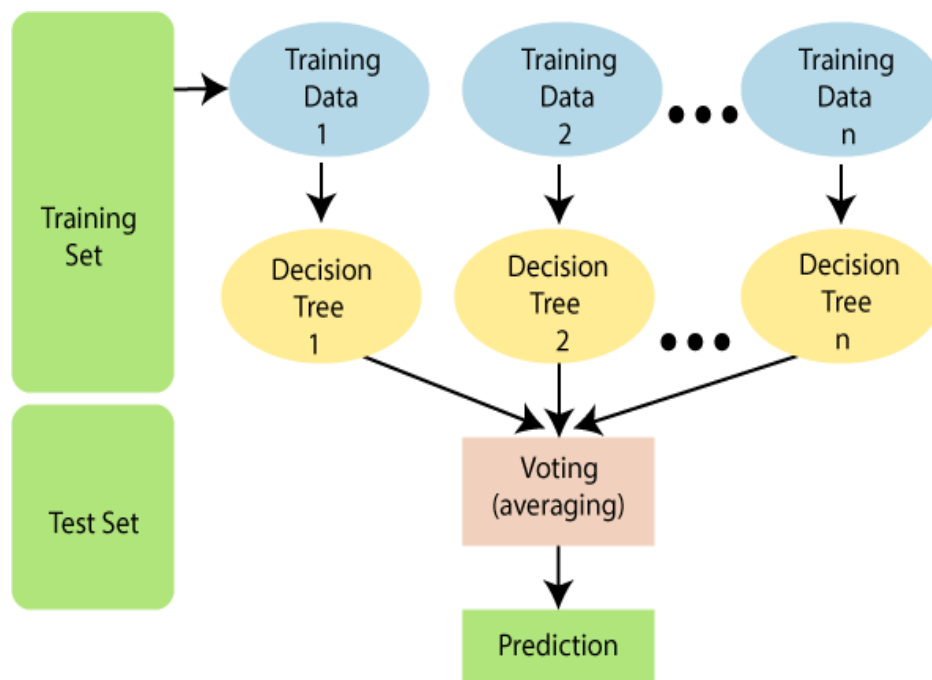 Training
Set
Training
Data
1
Training
Data
2
Training
Data
n
Decision
Tree
1
Decision
Tree
2
Decision
Tree
n
Voting
(averaging)
Test Set
Prediction